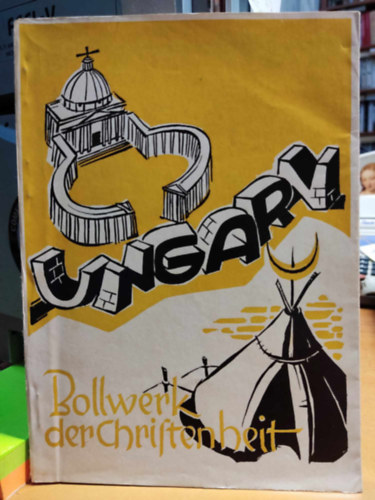 UNGARN
Bollwerk
der Christenheit